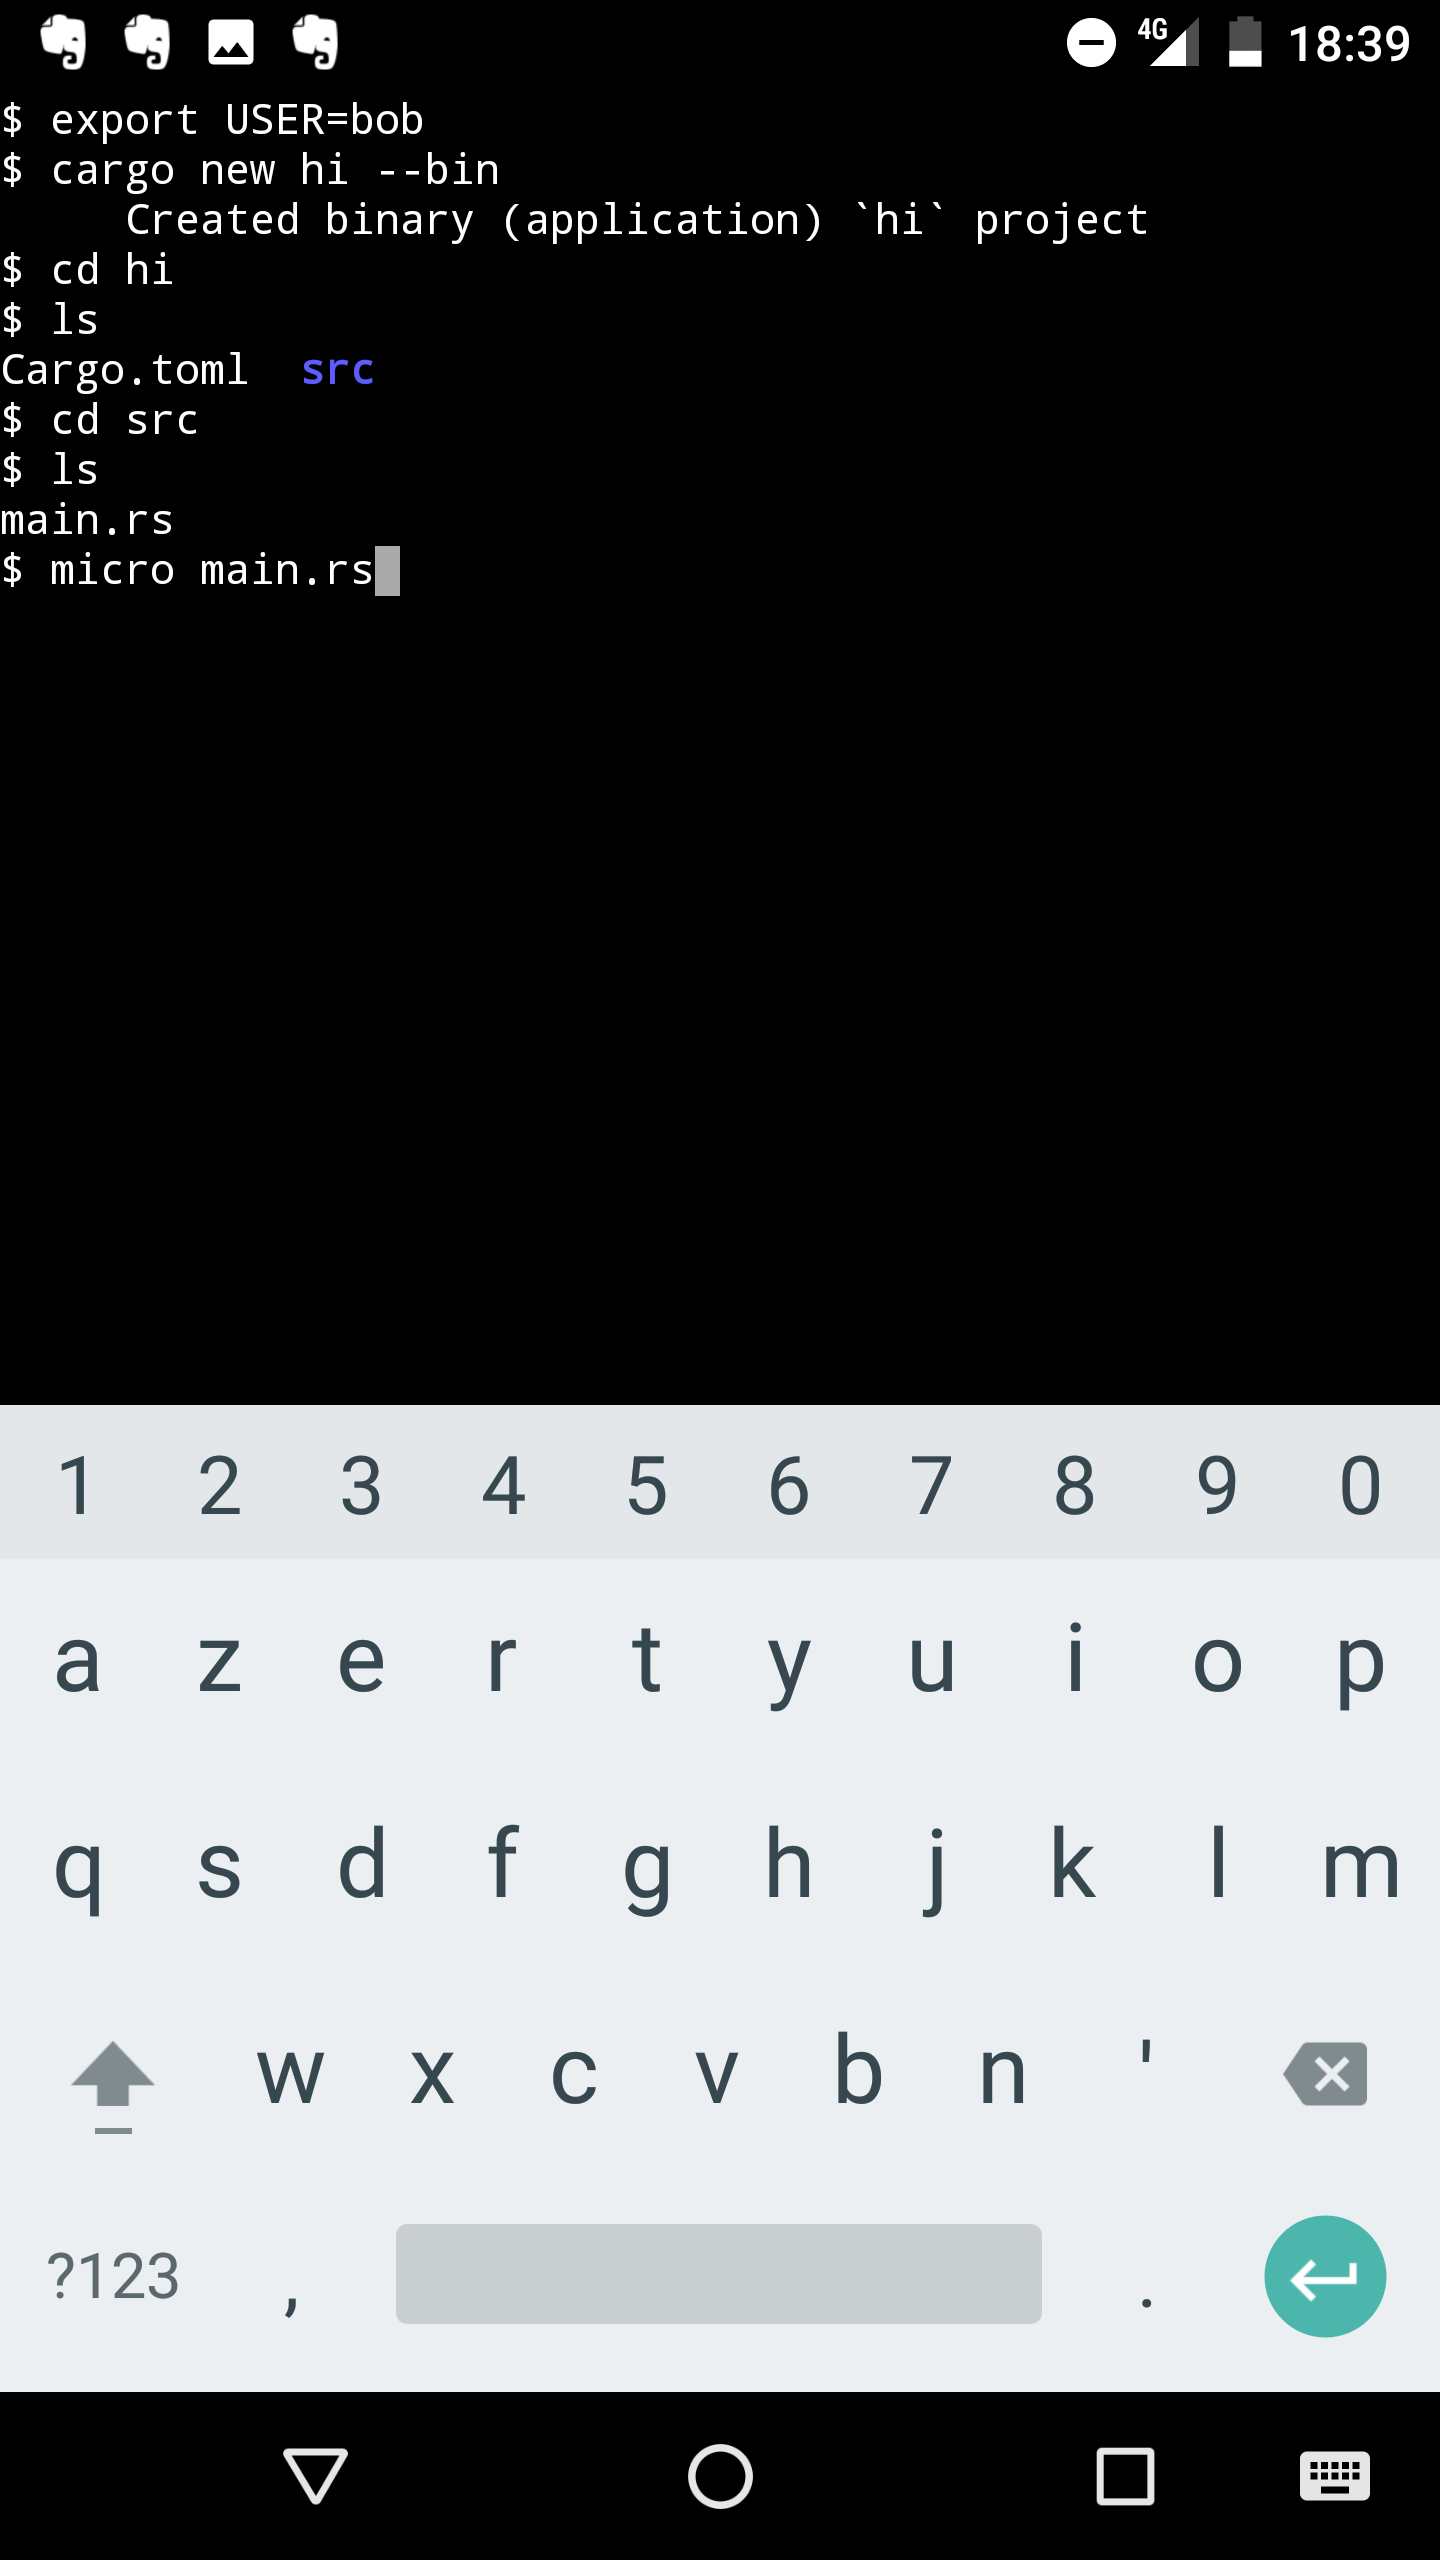 4G 18:39
$ export USER=bob
$ cargo new hi --bin
     Created binary (application) `hi` project
$ cd hi
$ ls
Cargo.toml  src
$ cd src
$ ls
main.rs
$ micro main.rs
1 2 3 4 5 6 7 8 9 0
a z e r t y u i o p
q s d f g h j k l m
w x c v b n '
?123 , .